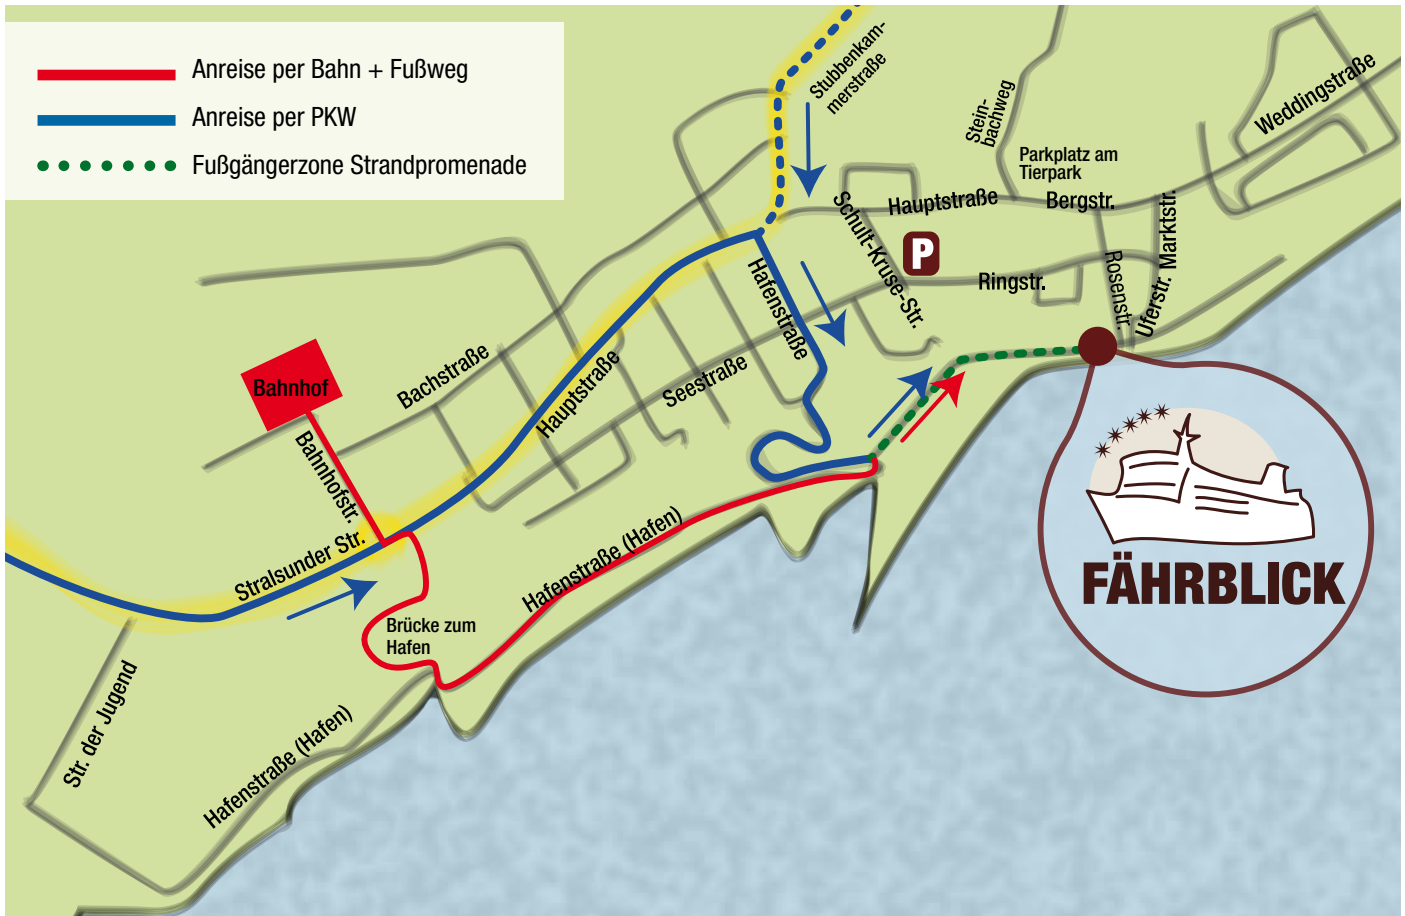 Anreise per Bahn + Fußweg
Anreise per PKW
Fußgängerzone Strandpromenade
Stubbenkam-
merstraße
Stein-
bachweg
Weddingstraße
Parkplatz am
Tierpark
Hauptstraße
Bergstr.
Schult-Kruse-Str.
P
Marktstr.
Rosenstr.
Uferstr.
Ringstr.
Hafenstraße
Bahnhof
Bachstraße
Hauptstraße
Seestraße
Bahnhofstr.
Stralsunder Str.
Hafenstraße (Hafen)
Brücke zum
Hafen
Str. der Jugend
Hafenstraße (Hafen)
FÄHRBLICK